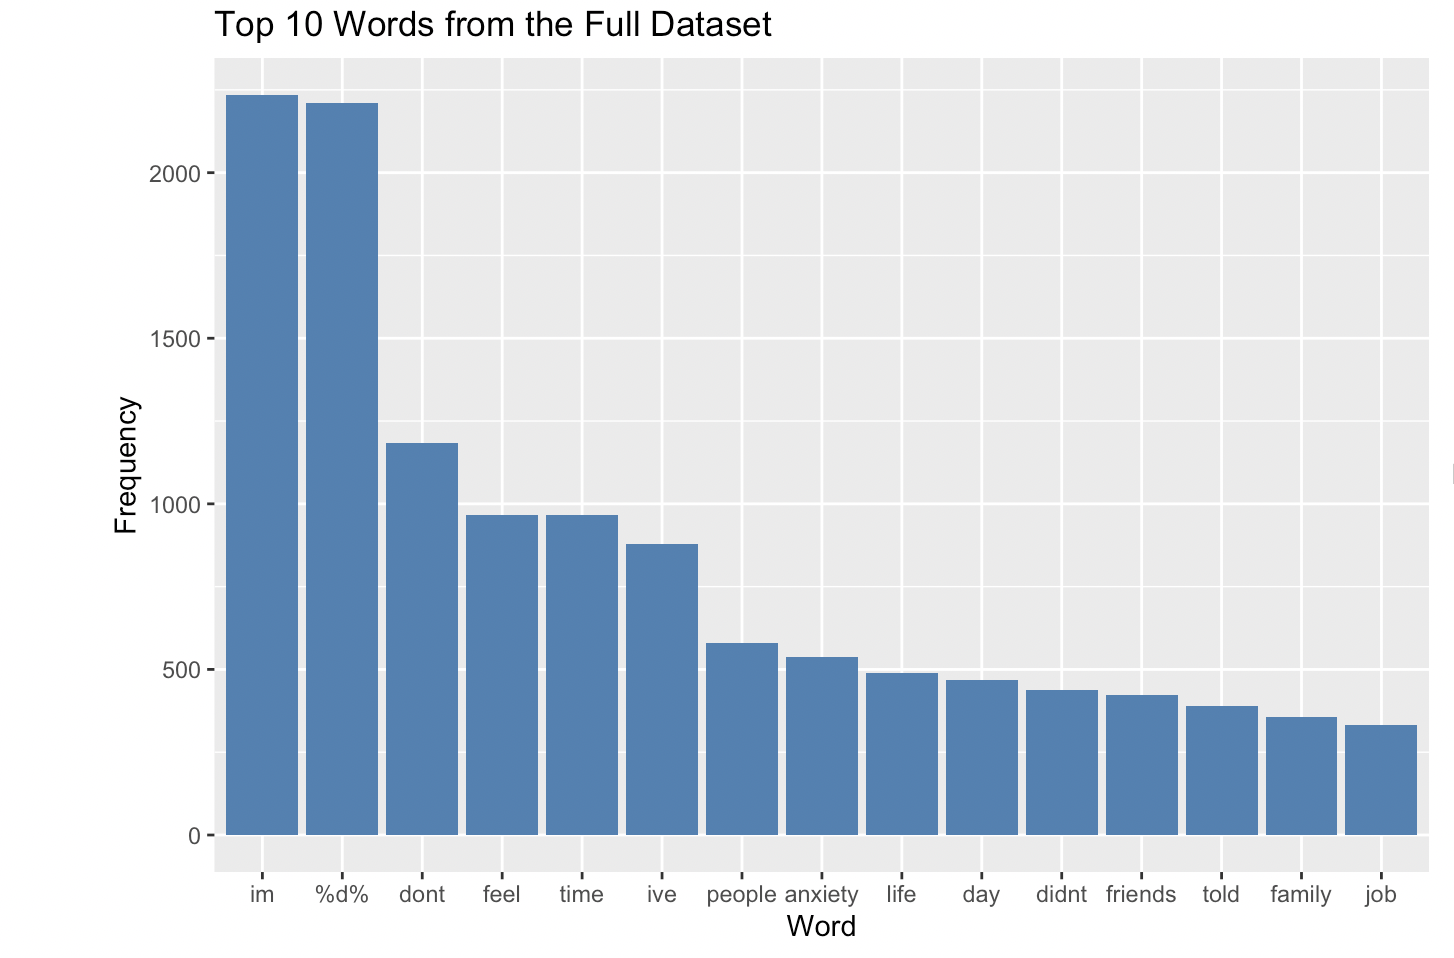 Top 10 Words from the Full Dataset
Frequency
2000
1500
1000
500
0
im %d% dont feel time ive people anxiety life day didnt friends told family job
Word